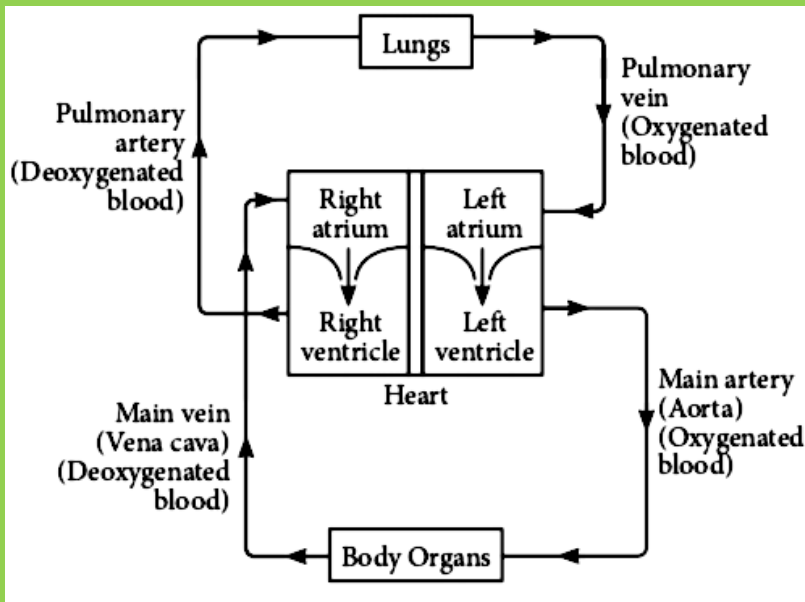 Lungs
Pulmonary
artery
(Deoxygenated
blood)
Pulmonary
vein
(Oxygenated
blood)
Right
atrium
Left
atrium
Right
ventricle
Left
ventricle
Heart
Main vein
(Vena cava)
(Deoxygenated
blood)
Main artery
(Aorta)
(Oxygenated
blood)
Body Organs